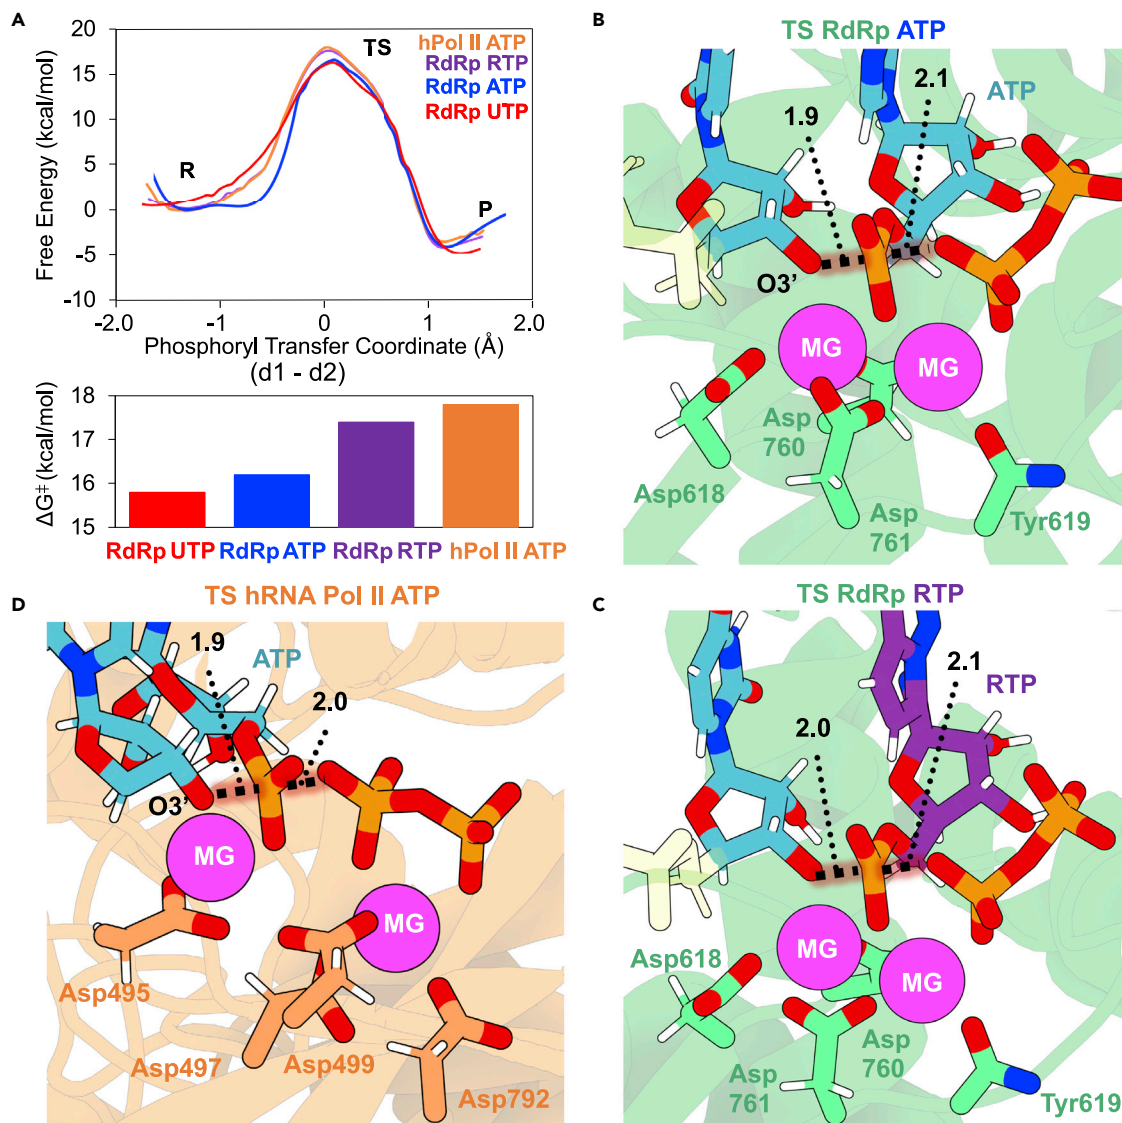 A
Free Energy (kcal/mol)
20
15
10
5
0
-5
-10
R
TS
P
hPol II ATP
RdRp RTP
RdRp ATP
RdRp UTP
-2.0
-1
0
1
2.0
Phosphoryl Transfer Coordinate (Å)
(d1 - d2)
ΔG‡ (kcal/mol)
18
17
16
15
RdRp UTP RdRp ATP RdRp RTP hPol II ATP
B
TS RdRp ATP
1.9
2.1
ATP
O3’
MG
MG
Asp
760
Asp618
Asp
761
Tyr619
D
TS hRNA Pol II ATP
1.9
ATP
2.0
O3’
MG
MG
Asp495
Asp497
Asp499
Asp792
C
TS RdRp RTP
2.1
RTP
2.0
MG
MG
Asp618
Asp
760
Asp
761
Tyr619